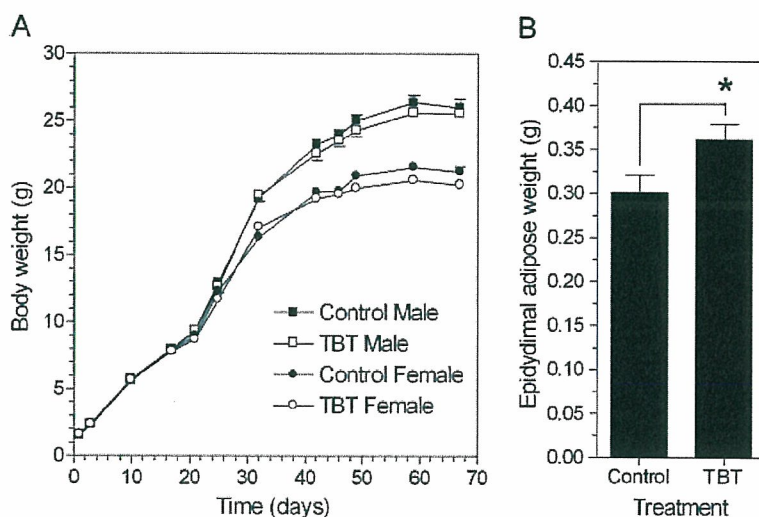 A
Body weight (g)
30
25
20
15
10
5
0
0 10 20 30 40 50 60 70
Time (days)
Control Male
TBT Male
Control Female
TBT Female
B
Epidydimal adipose weight (g)
0.45
0.40
0.35
0.30
0.25
0.20
0.15
0.10
0.05
0.00
*
Control TBT
Treatment